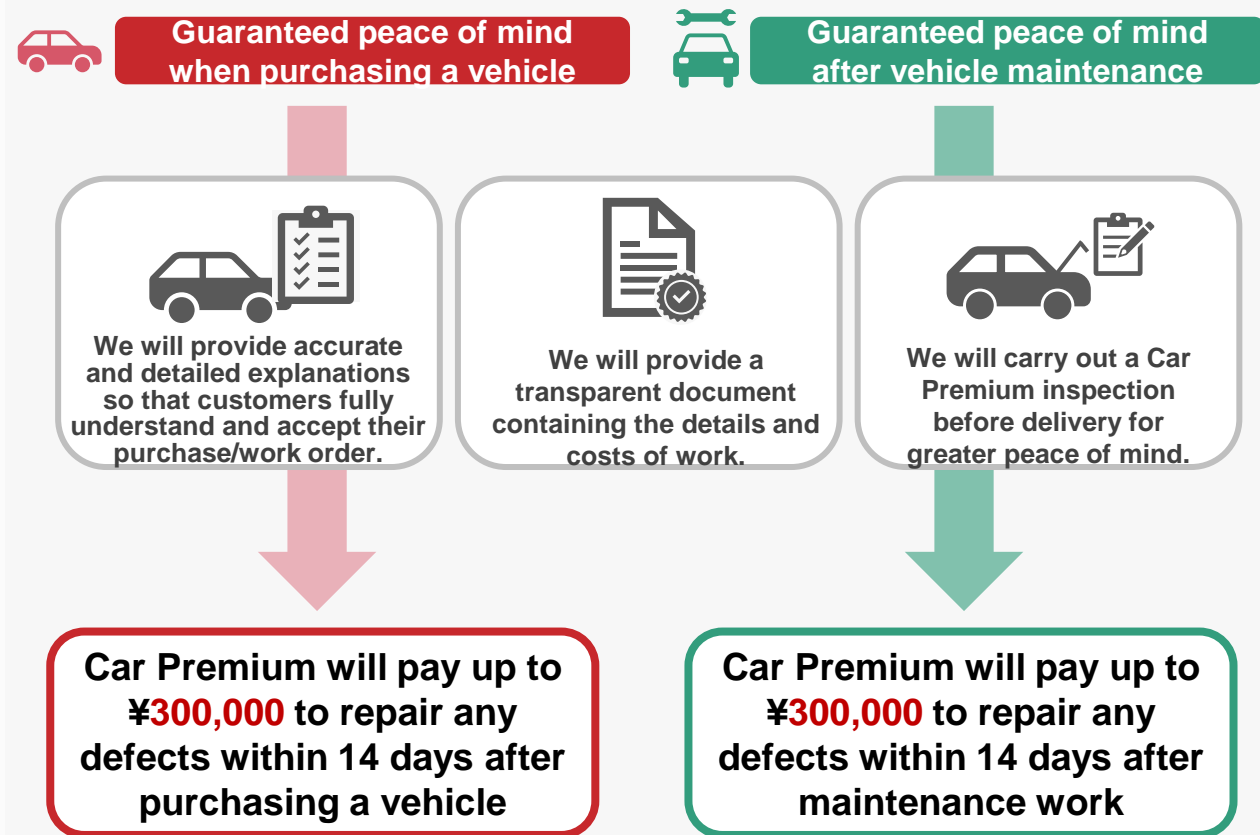 Guaranteed peace of mind
when purchasing a vehicle
Guaranteed peace of mind
after vehicle maintenance
We will provide accurate
and detailed explanations
so that customers fully
understand and accept their
purchase/work order.
We will provide a
transparent document
containing the details and
costs of work.
We will carry out a Car
Premium inspection
before delivery for
greater peace of mind.
Car Premium will pay up to
¥300,000 to repair any
defects within 14 days after
purchasing a vehicle
Car Premium will pay up to
¥300,000 to repair any
defects within 14 days after
maintenance work